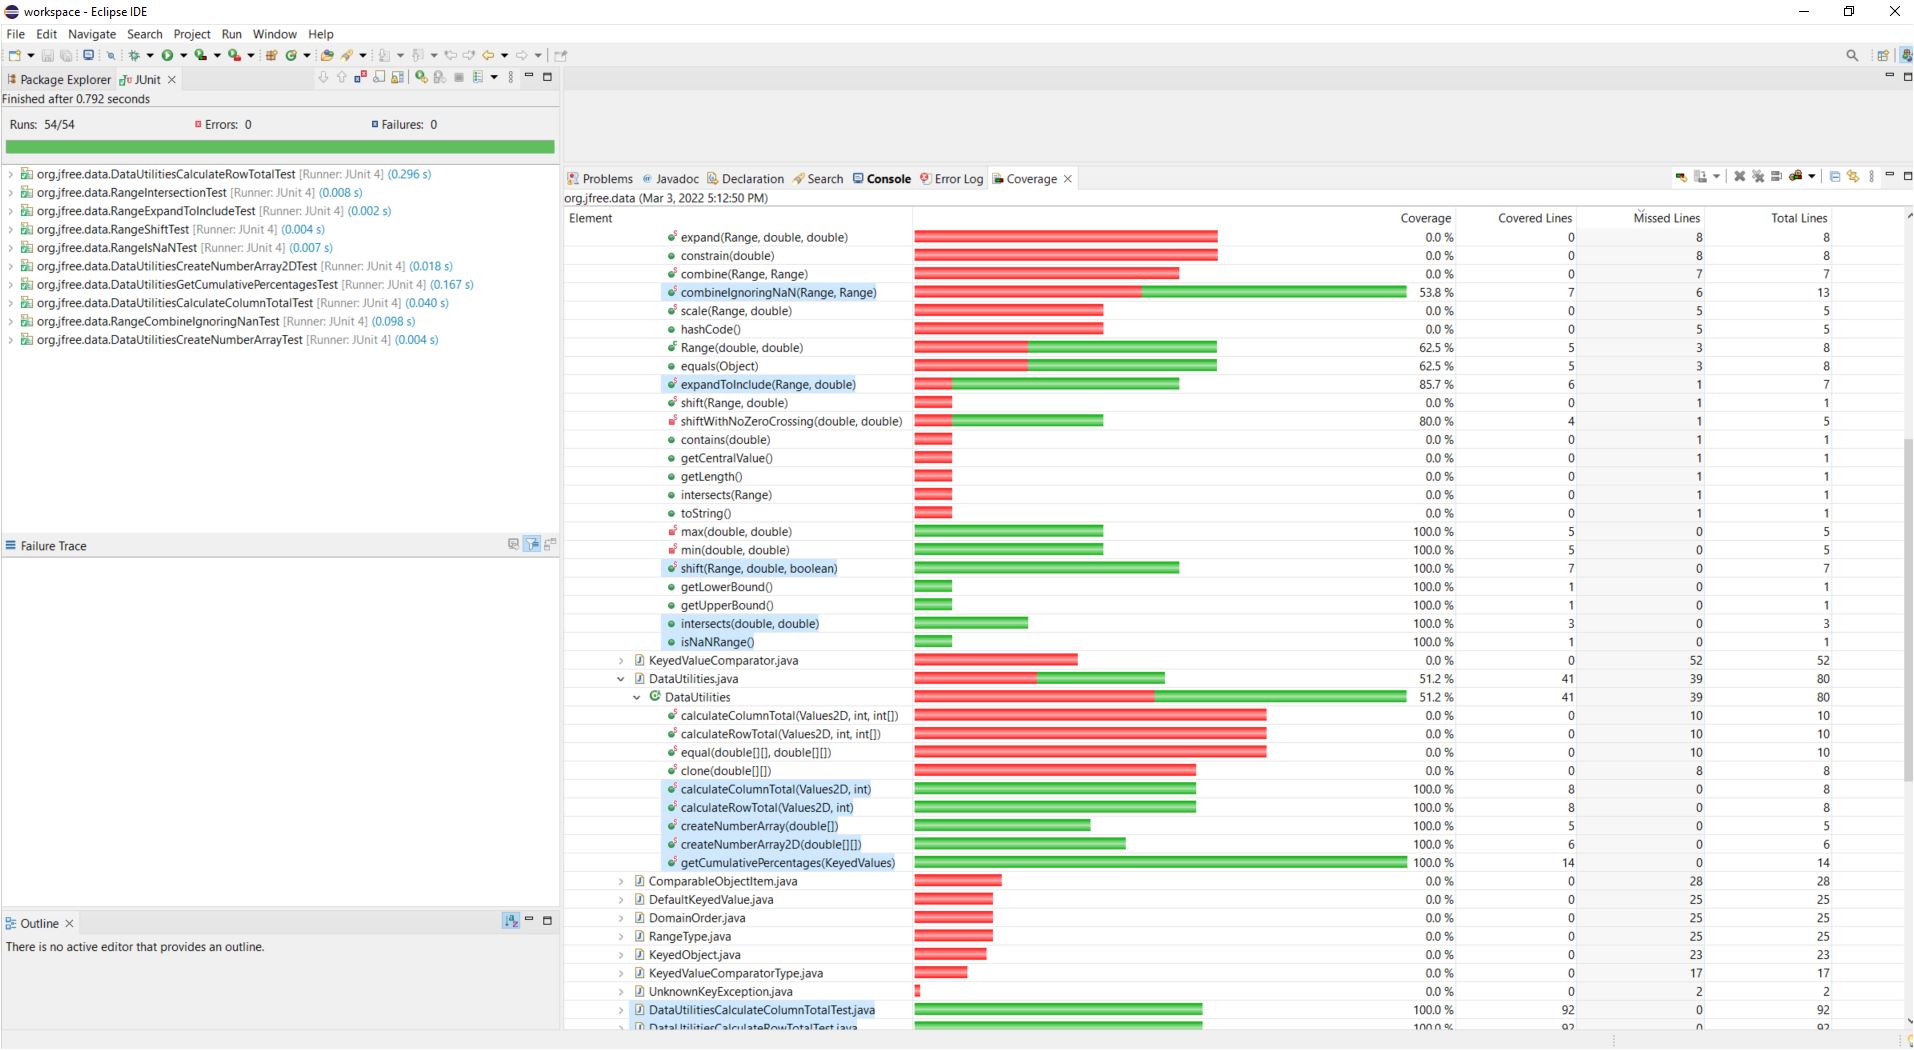 workspace - Eclipse IDE
File Edit Navigate Search Project Run Window Help
Package Explorer JUnit
Finished after 0.792 seconds
Runs: 54/54 Errors: 0 Failures: 0
org.jfree.data.DataUtilitiesCalculateRowTotalTest [Runner: JUnit 4] (0.296 s)
org.jfree.data.RangeIntersectionTest [Runner: JUnit 4] (0.008 s)
org.jfree.data.RangeExpandToIncludeTest [Runner: JUnit 4] (0.002 s)
org.jfree.data.RangeShiftTest [Runner: JUnit 4] (0.004 s)
org.jfree.data.RangeIsNaNTest [Runner: JUnit 4] (0.007 s)
org.jfree.data.DataUtilitiesCreateNumberArray2DTest [Runner: JUnit 4] (0.018 s)
org.jfree.data.DataUtilitiesGetCumulativePercentagesTest [Runner: JUnit 4] (0.167 s)
org.jfree.data.DataUtilitiesCalculateColumnTotalTest [Runner: JUnit 4] (0.040 s)
org.jfree.data.RangeCombineIgnoringNanTest [Runner: JUnit 4] (0.098 s)
org.jfree.data.DataUtilitiesCreateNumberArrayTest [Runner: JUnit 4] (0.004 s)
Failure Trace
Outline
There is no active editor that provides an outline.
Problems Javadoc Declaration Search Console Error Log Coverage
org.jfree.data (Mar 3, 2022 5:12:50 PM)
Element Coverage Covered Lines Missed Lines Total Lines
expand(Range, double, double) 0.0 % 0 8 8
constrain(double) 0.0 % 0 8 8
combine(Range, Range) 0.0 % 0 7 7
combineIgnoringNaN(Range, Range) 53.8 % 7 6 13
scale(Range, double) 0.0 % 0 5 5
hashCode() 0.0 % 0 5 5
Range(double, double) 62.5 % 5 3 8
equals(Object) 62.5 % 5 3 8
expandToInclude(Range, double) 85.7 % 6 1 7
shift(Range, double) 0.0 % 0 1 1
shiftWithNoZeroCrossing(double, double) 80.0 % 4 1 5
contains(double) 0.0 % 0 1 1
getCentralValue() 0.0 % 0 1 1
getLength() 0.0 % 0 1 1
intersects(Range) 0.0 % 0 1 1
toString() 0.0 % 0 1 1
max(double, double) 100.0 % 5 0 5
min(double, double) 100.0 % 5 0 5
shift(Range, double, boolean) 100.0 % 7 0 7
getLowerBound() 100.0 % 1 0 1
getUpperBound() 100.0 % 1 0 1
intersects(double, double) 100.0 % 3 0 3
isNaNRange() 100.0 % 1 0 1
KeyedValueComparator.java 0.0 % 0 52 52
DataUtilities.java 51.2 % 41 39 80
DataUtilities 51.2 % 41 39 80
calculateColumnTotal(Values2D, int, int[]) 0.0 % 0 10 10
calculateRowTotal(Values2D, int, int[]) 0.0 % 0 10 10
equal(double[][], double[][]) 0.0 % 0 10 10
clone(double[][]) 0.0 % 0 8 8
calculateColumnTotal(Values2D, int) 100.0 % 8 0 8
calculateRowTotal(Values2D, int) 100.0 % 8 0 8
createNumberArray(double[]) 100.0 % 5 0 5
createNumberArray2D(double[][]) 100.0 % 6 0 6
getCumulativePercentages(KeyedValues) 100.0 % 14 0 14
ComparableObjectItem.java 0.0 % 0 28 28
DefaultKeyedValue.java 0.0 % 0 25 25
DomainOrder.java 0.0 % 0 25 25
RangeType.java 0.0 % 0 25 25
KeyedObject.java 0.0 % 0 23 23
KeyedValueComparatorType.java 0.0 % 0 17 17
UnknownKeyException.java 0.0 % 0 2 2
DataUtilitiesCalculateColumnTotalTest.java 100.0 % 92 0 92
DataUtilitiesCalculateRowTotalTest.java 100.0 % 92 0 92